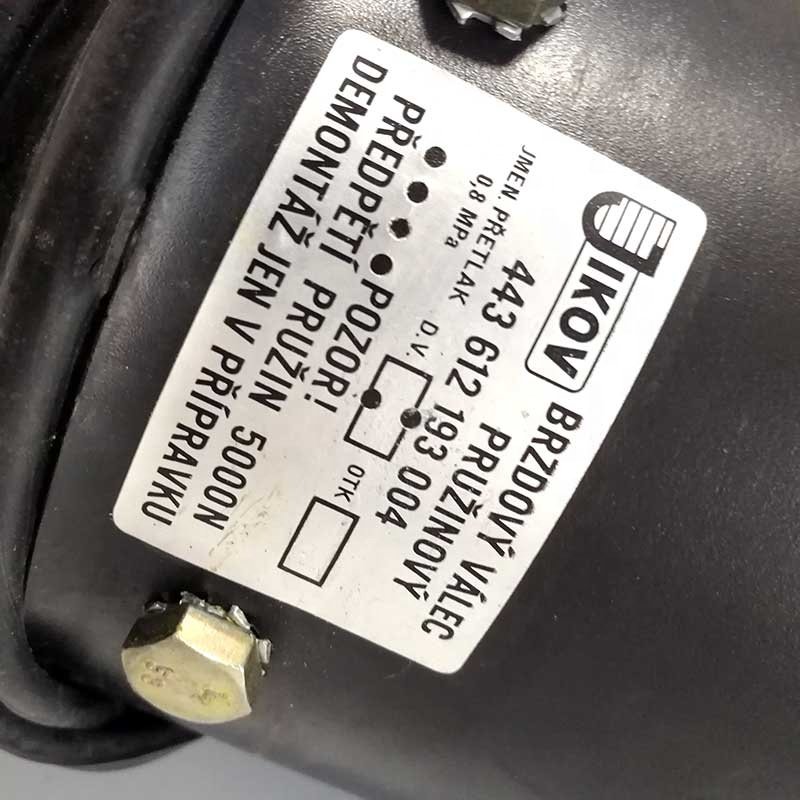 JIKOV BRZDOVÝ VÁLEC
PRUŽINOVÝ
443 612 193 004
JMEN. PŘETLAK D.V. OTK
0,8 MPa
POZOR!
PŘEDPĚTÍ PRUŽIN 5000N
DEMONTÁŽ JEN V PŘÍPRAVKU